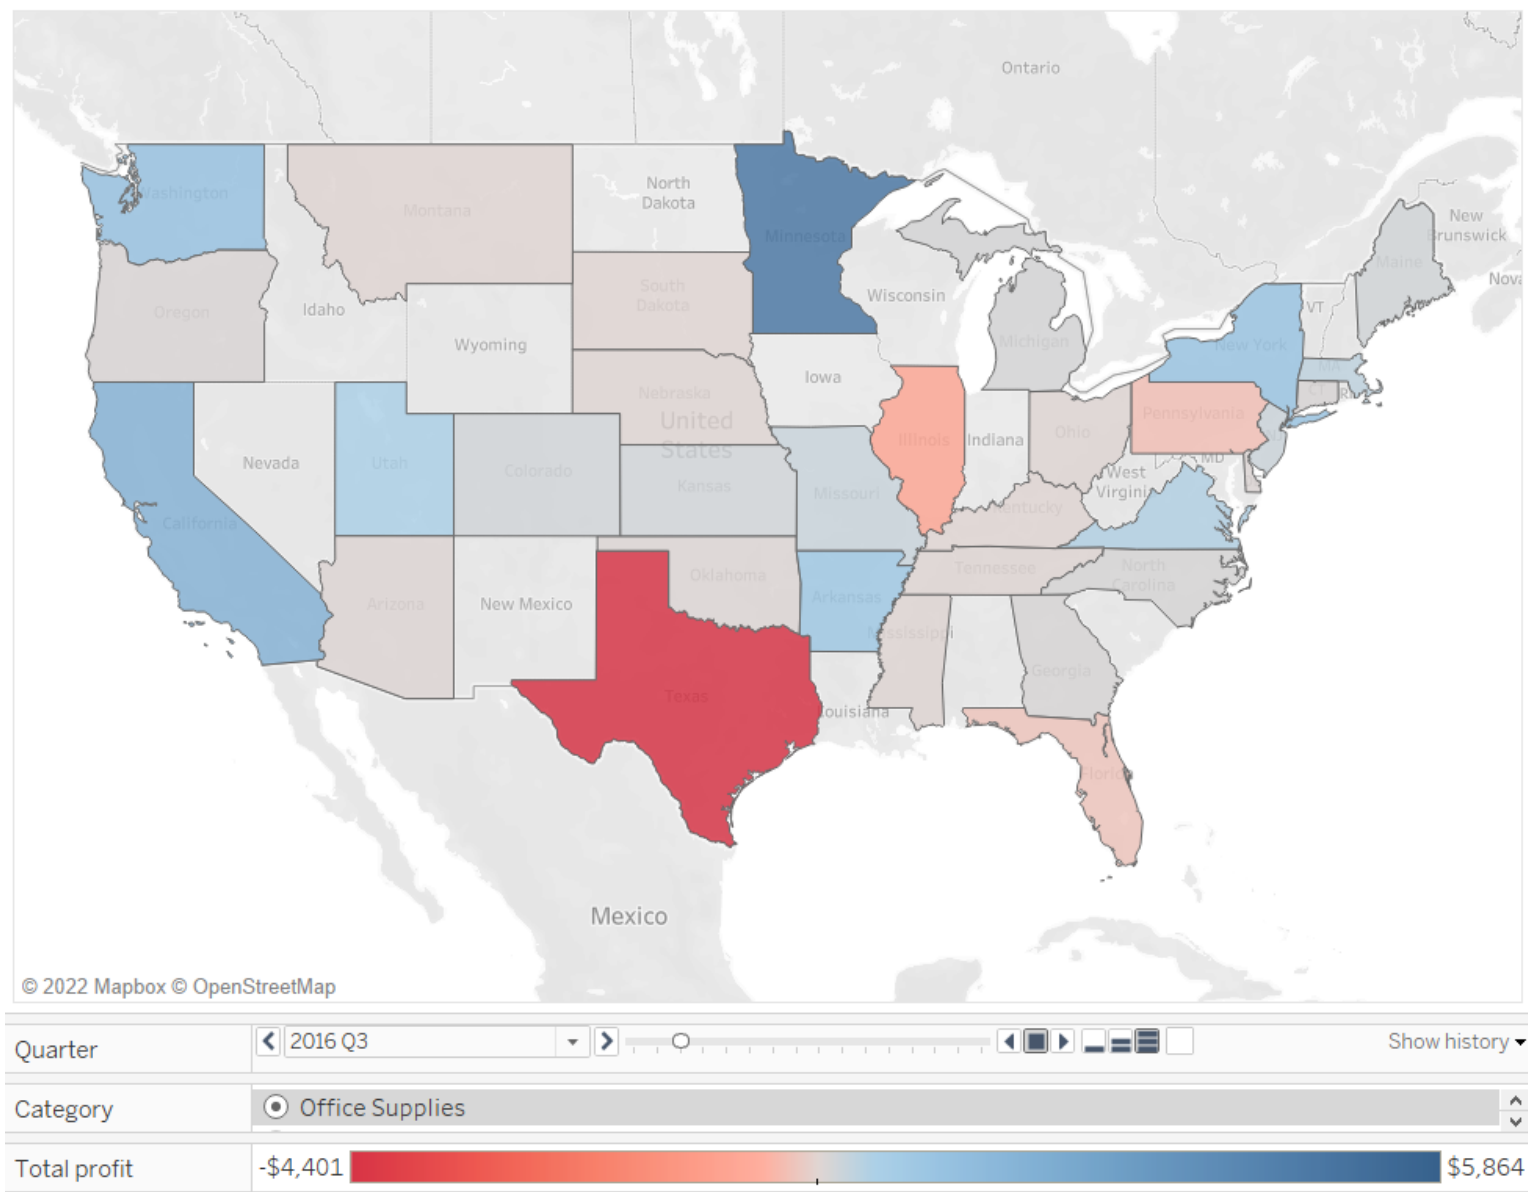 Ontario
Washington
Montana
North
Dakota
Minnesota
New
Brunswick
Maine
Nova
Oregon
Idaho
South
Dakota
Wisconsin
VT
Wyoming
Michigan
New York
Iowa
MA
Nebraska
CT
RI
United
States
Pennsylvania
Nevada
Utah
Colorado
Kansas
Missouri
Illinois
Indiana
Ohio
West
Virginia
MD
California
Kentucky
Arizona
New Mexico
Oklahoma
Arkansas
Tennessee
North
Carolina
Mississippi
Texas
Louisiana
Georgia
Florida
Mexico
© 2022 Mapbox © OpenStreetMap
Quarter
2016 Q3
Show history
Category
Office Supplies
Total profit
-$4,401
$5,864